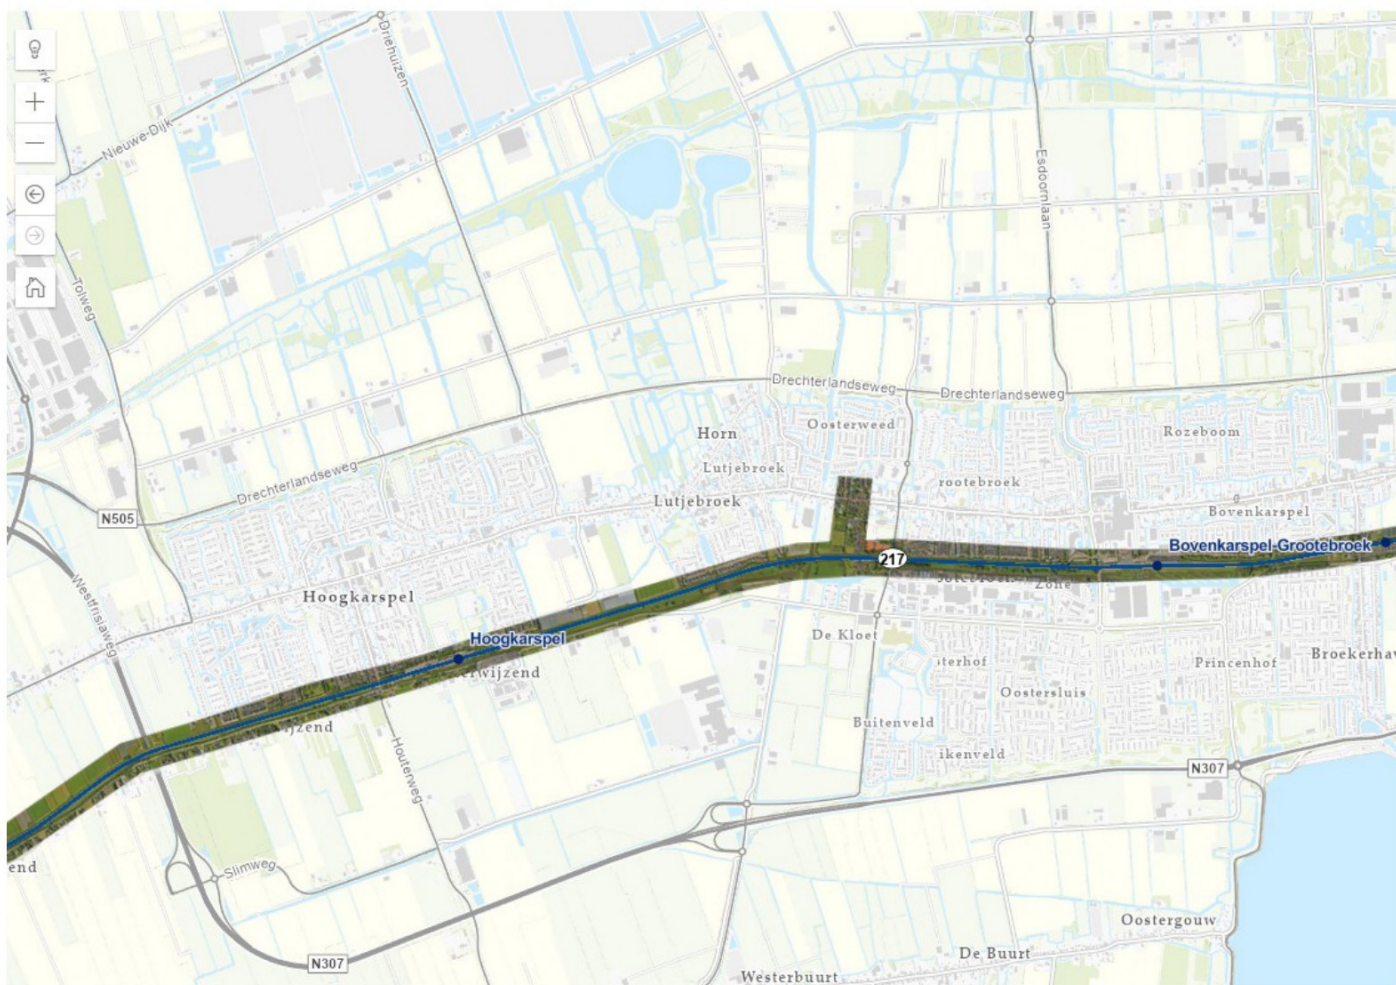 Driehuizen
Nieuwe-Dijk
Esdoornlaan
Tolweg
Drechterlandseweg
Drechterlandseweg
Oosterweed
Horn
Rozeboom
Lutjebroek
Drechterlandseweg
rootebroek
Lutjebroek
Bovenkarspel
N505
Bovenkarspel-Grootebroek
217
Zone
Westfrisiaweg
Hoogkarspel
De Kloet
Hoogkarspel
terhof
Princenhof
Broekerhav
erwijzend
Oostersluis
ijzend
Buitenveld
ikenveld
Houterweg
N307
end
Slimweg
Oostergouw
De Buurt
N307
Westerbuurt